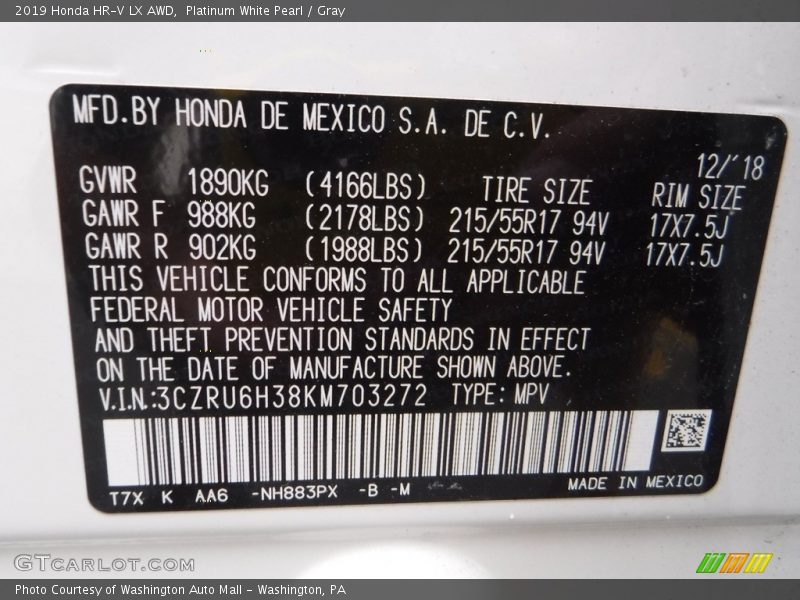 2019 Honda HR-V LX AWD, Platinum White Pearl / Gray
MFD.BY HONDA DE MEXICO S.A. DE C.V.
12/'18
GVWR 1890KG (4166LBS) TIRE SIZE RIM SIZE
GAWR F 988KG (2178LBS) 215/55R17 94V 17X7.5J
GAWR R 902KG (1988LBS) 215/55R17 94V 17X7.5J
THIS VEHICLE CONFORMS TO ALL APPLICABLE
FEDERAL MOTOR VEHICLE SAFETY
AND THEFT PREVENTION STANDARDS IN EFFECT
ON THE DATE OF MANUFACTURE SHOWN ABOVE.
V.I.N.:3CZRU6H38KM703272 TYPE: MPV
T7X K AA6 -NH883PX -B -M MADE IN MEXICO
GTCARLOT.COM
Photo Courtesy of Washington Auto Mall - Washington, PA